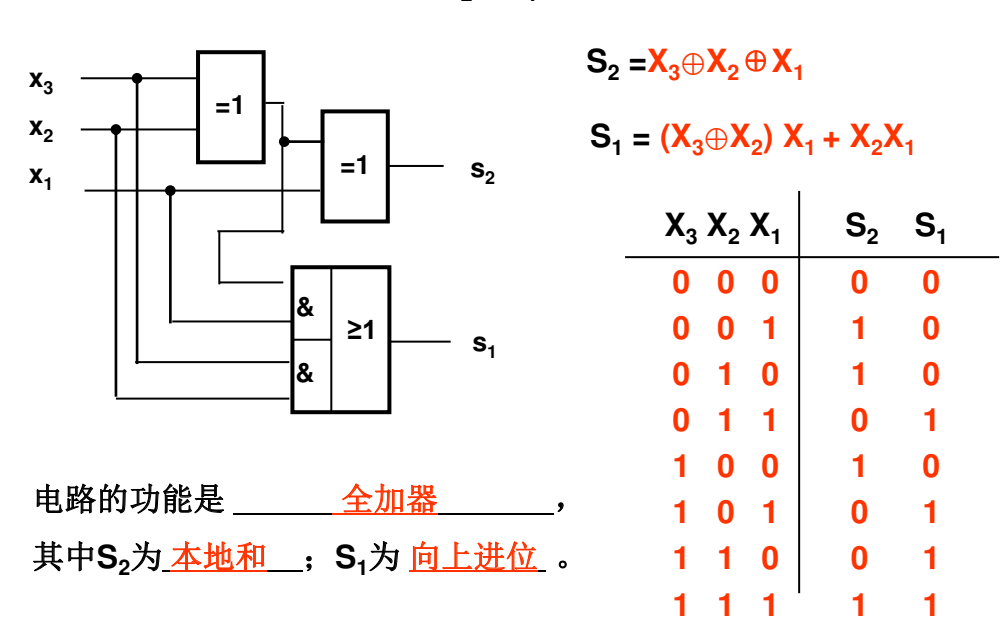 x₃
x₂
x₁
=1
=1
s₂
&
&
≥1
s₁
S₂ =X₃⊕X₂⊕X₁
S₁ = (X₃⊕X₂) X₁ + X₂X₁
X₃ X₂ X₁ S₂ S₁
0 0 0 0 0
0 0 1 1 0
0 1 0 1 0
0 1 1 0 1
1 0 0 1 0
1 0 1 0 1
1 1 0 0 1
1 1 1 1 1
电路的功能是 全加器 ，
其中S₂为 本地和 ；S₁为 向上进位 。